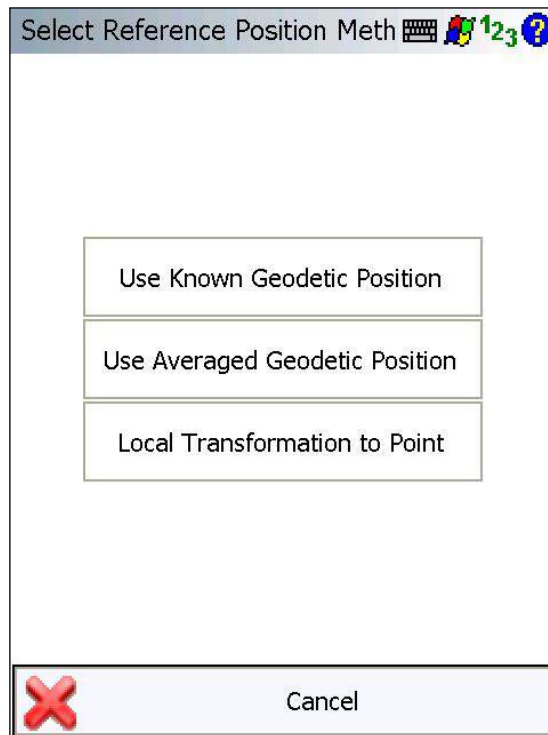 Select Reference Position Meth 123 ?
Use Known Geodetic Position
Use Averaged Geodetic Position
Local Transformation to Point
Cancel